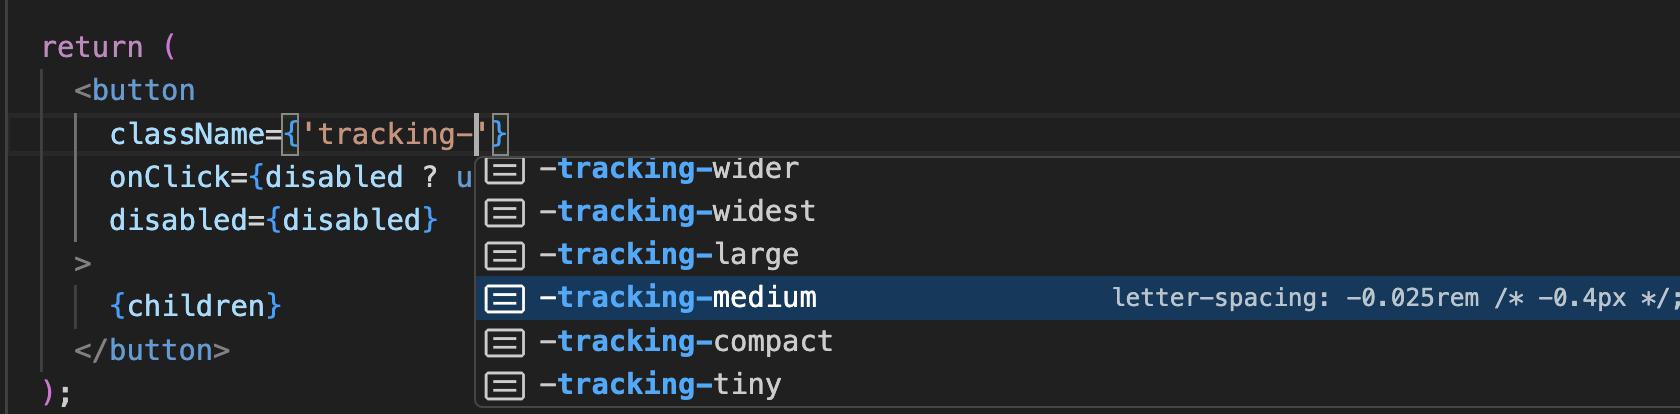 return (
<button
className={'tracking-'}
onClick={disabled ? u
disabled={disabled}
>
{children}
</button>
);
-tracking-wider
-tracking-widest
-tracking-large
-tracking-medium letter-spacing: -0.025rem /* -0.4px */;
-tracking-compact
-tracking-tiny